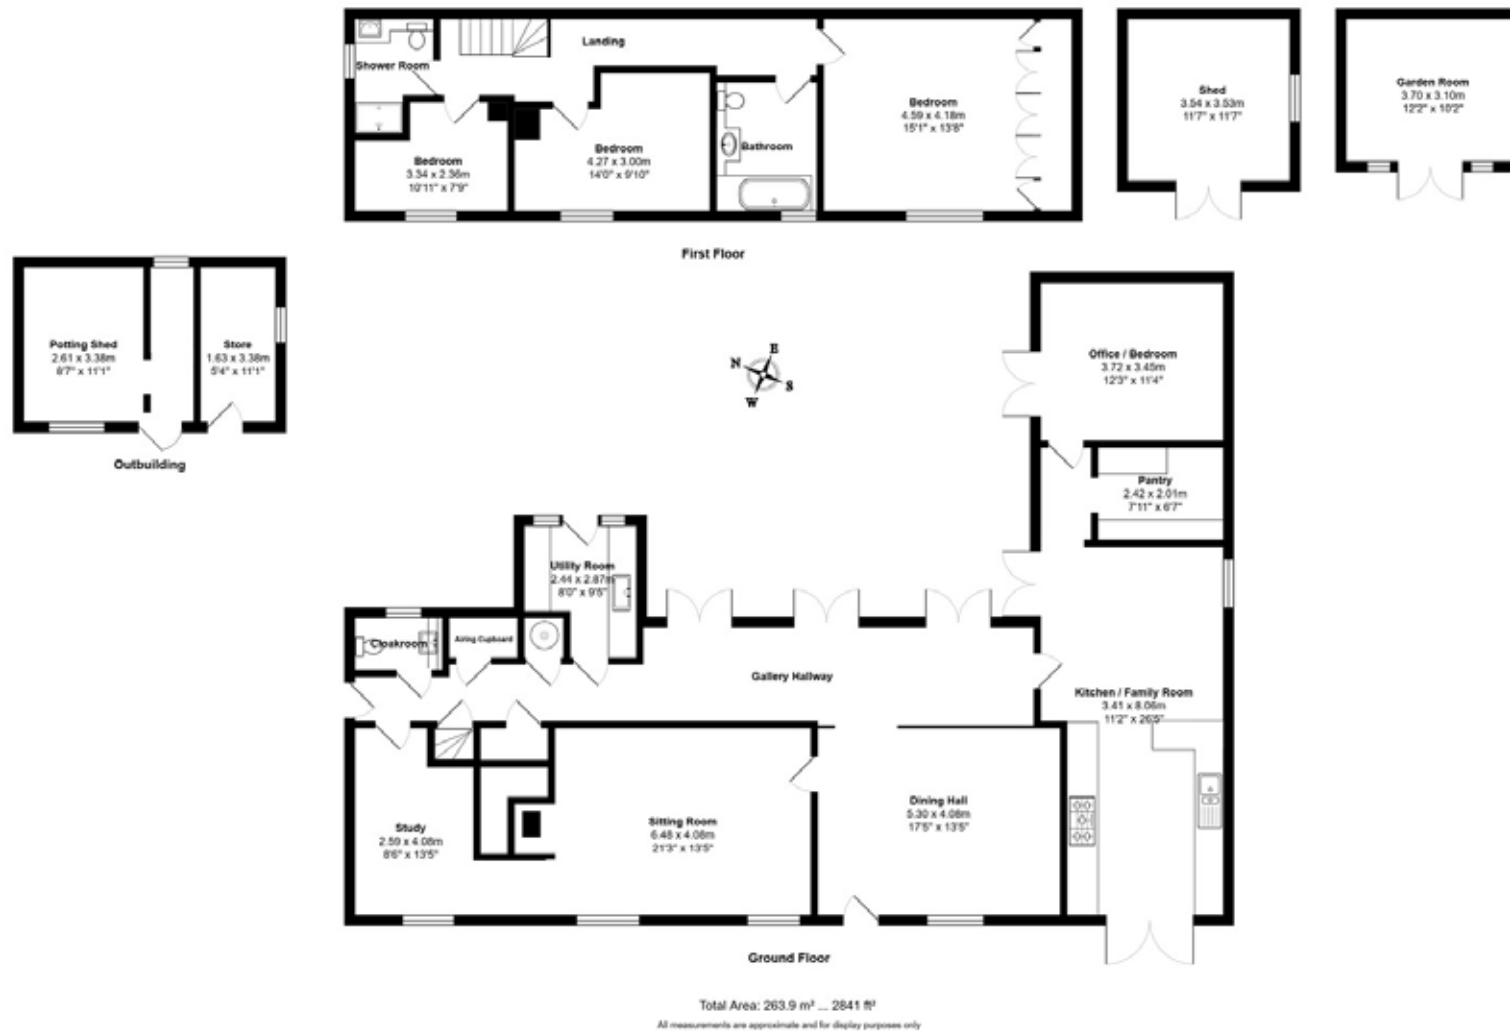 Landing
Shower Room
Bedroom
3.34 x 2.36m
10'11" x 7'9"
Bedroom
4.27 x 3.00m
14'0" x 9'10"
Bathroom
Bedroom
4.59 x 4.18m
15'1" x 13'8"
Shed
3.54 x 3.53m
11'7" x 11'7"
Garden Room
3.70 x 3.10m
12'2" x 10'2"
First Floor
Potting Shed
2.61 x 3.38m
8'7" x 11'1"
Store
1.63 x 3.38m
5'4" x 11'1"
Outbuilding
N
E
S
W
Office / Bedroom
3.72 x 3.45m
12'3" x 11'4"
Pantry
2.42 x 2.01m
7'11" x 6'7"
Utility Room
2.44 x 2.87m
8'0" x 9'5"
Cloakroom
Airing Cupboard
Gallery Hallway
Kitchen / Family Room
3.41 x 8.06m
11'2" x 26'5"
Study
2.59 x 4.08m
8'6" x 13'5"
Sitting Room
6.48 x 4.08m
21'3" x 13'5"
Dining Hall
5.30 x 4.08m
17'5" x 13'5"
Ground Floor
Total Area: 263.9 m² ... 2841 ft²
All measurements are approximate and for display purposes only